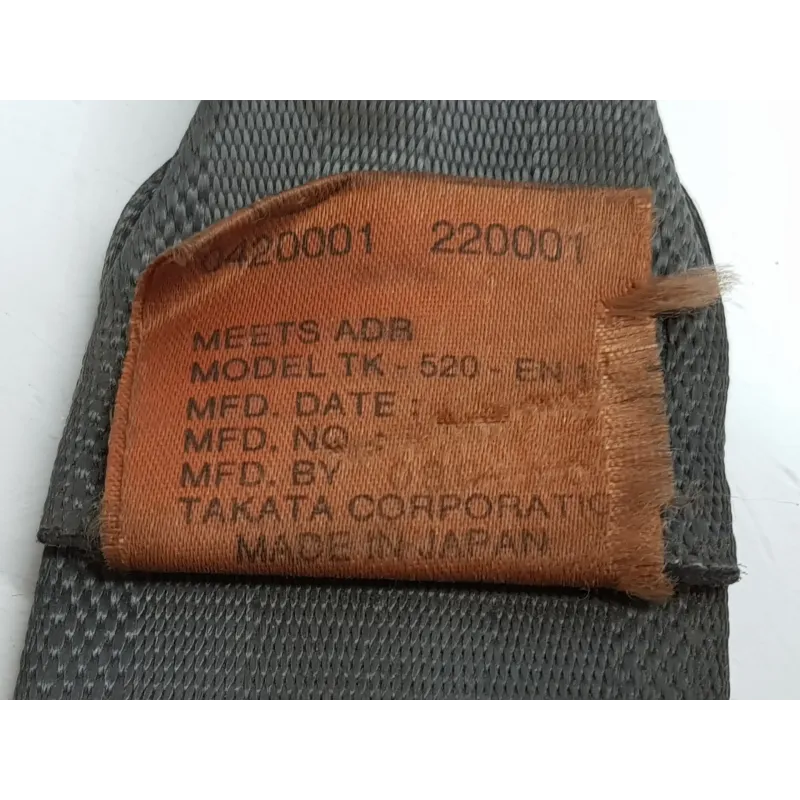 0420001 220001
MEETS ADR
MODEL TK - 520 - EN 1
MFD. DATE :
MFD. NO. :
MFD. BY
TAKATA CORPORATIO
MADE IN JAPAN